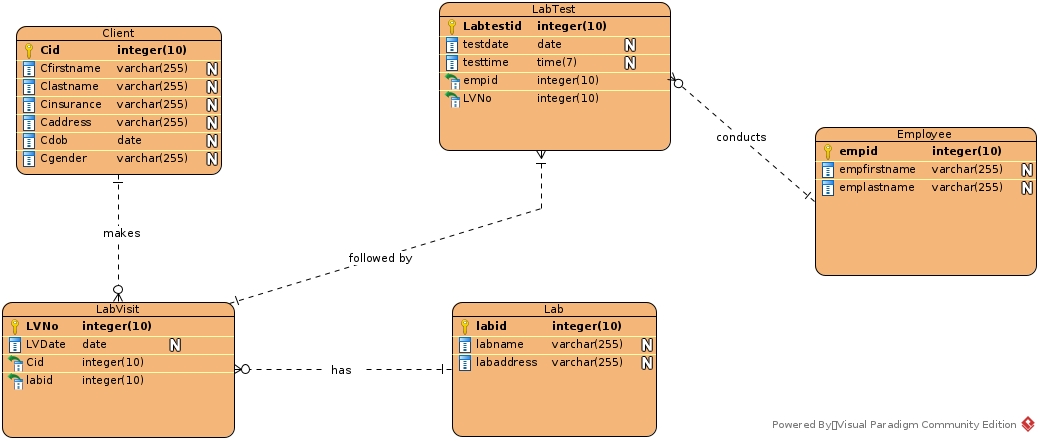 Client
Cid integer(10)
Cfirstname varchar(255) N
Clastname varchar(255) N
Cinsurance varchar(255) N
Caddress varchar(255) N
Cdob date N
Cgender varchar(255) N
LabTest
Labtestid integer(10)
testdate date N
testtime time(7) N
empid integer(10)
LVNo integer(10)
conducts
Employee
empid integer(10)
empfirstname varchar(255) N
emplastname varchar(255) N
makes
followed by
LabVisit
LVNo integer(10)
LVDate date N
Cid integer(10)
labid integer(10)
has
Lab
labid integer(10)
labname varchar(255) N
labaddress varchar(255) N
Powered By▯Visual Paradigm Community Edition